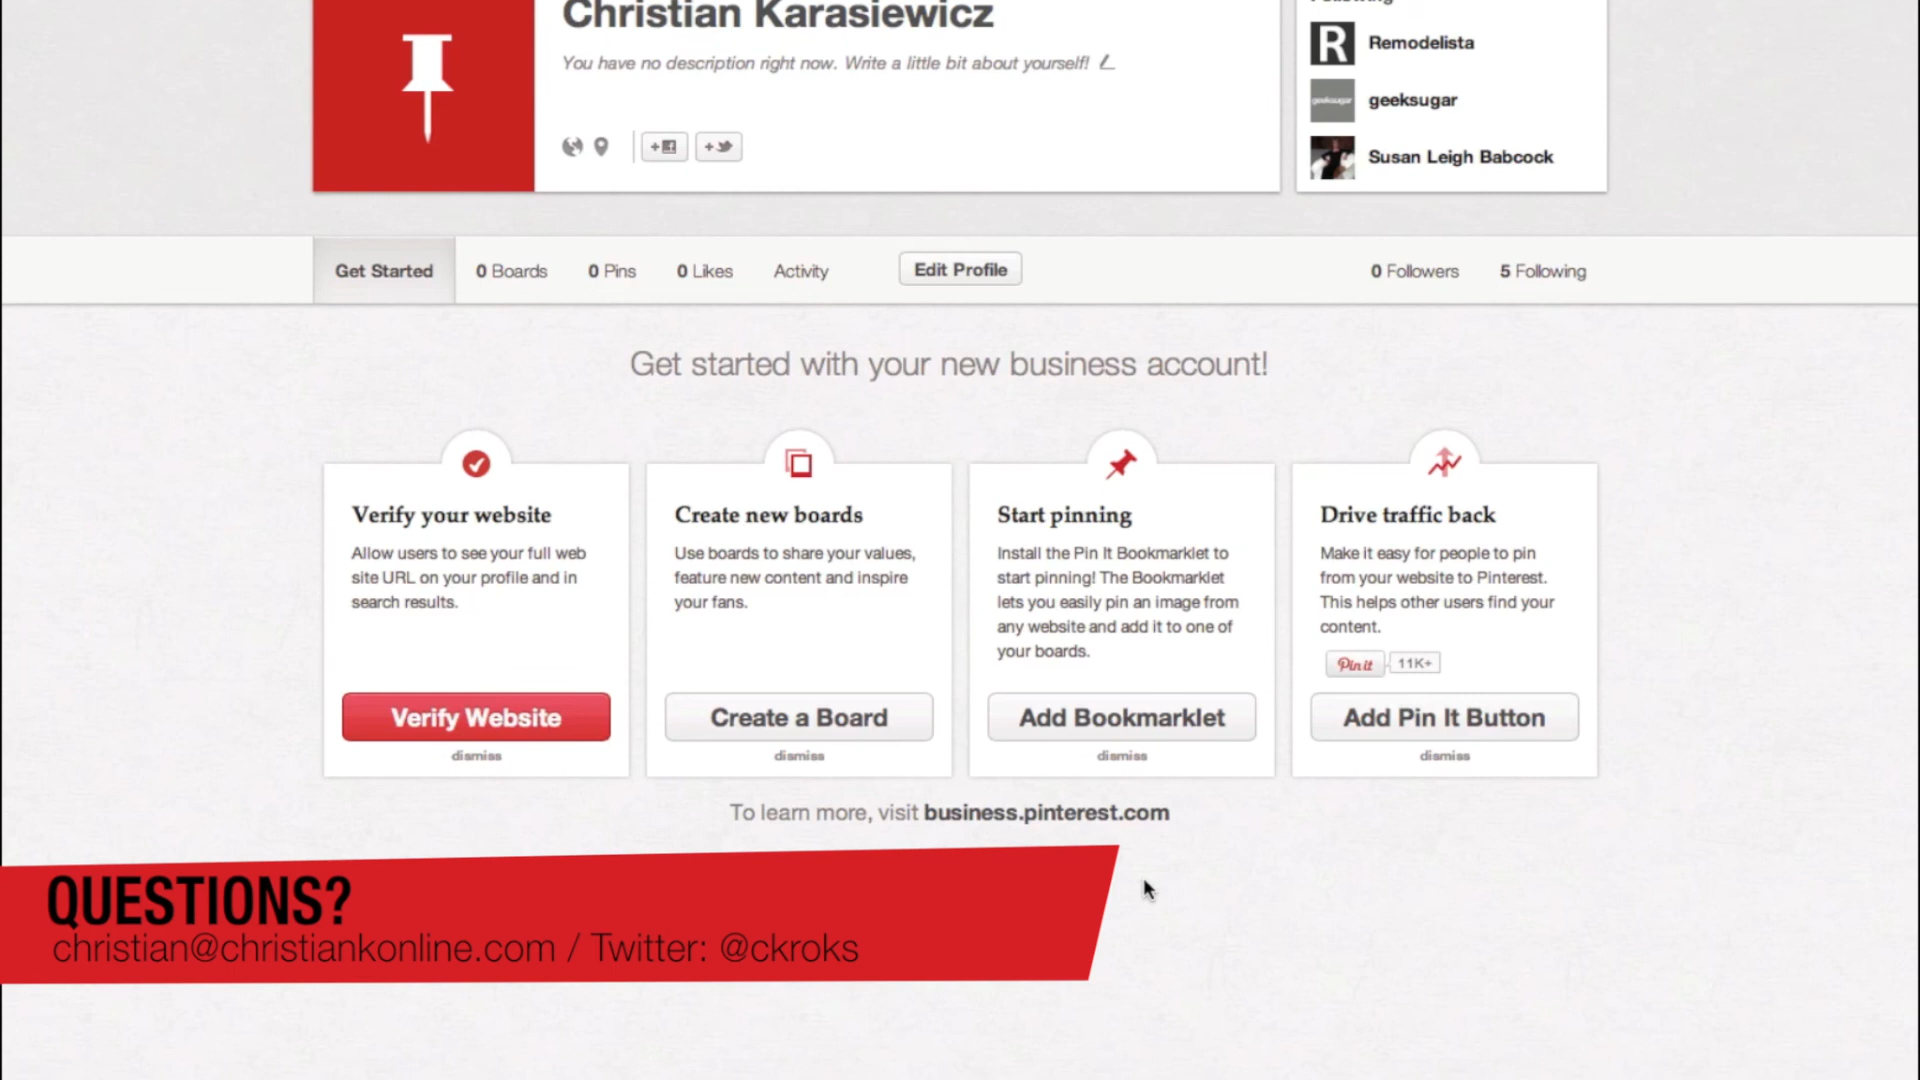 Christian Karasiewicz
You have no description right now. Write a little bit about yourself!
Following
R Remodelista
geeksugar geeksugar
Susan Leigh Babcock
Get Started 0 Boards 0 Pins 0 Likes Activity Edit Profile 0 Followers 5 Following
Get started with your new business account!
Verify your website
Allow users to see your full web
site URL on your profile and in
search results.
Verify Website
dismiss
Create new boards
Use boards to share your values,
feature new content and inspire
your fans.
Create a Board
dismiss
Start pinning
Install the Pin It Bookmarklet to
start pinning! The Bookmarklet
lets you easily pin an image from
any website and add it to one of
your boards.
Add Bookmarklet
dismiss
Drive traffic back
Make it easy for people to pin
from your website to Pinterest.
This helps other users find your
content.
Pin it 11K+
Add Pin It Button
dismiss
To learn more, visit business.pinterest.com
QUESTIONS?
christian@christiankonline.com / Twitter: @ckroks